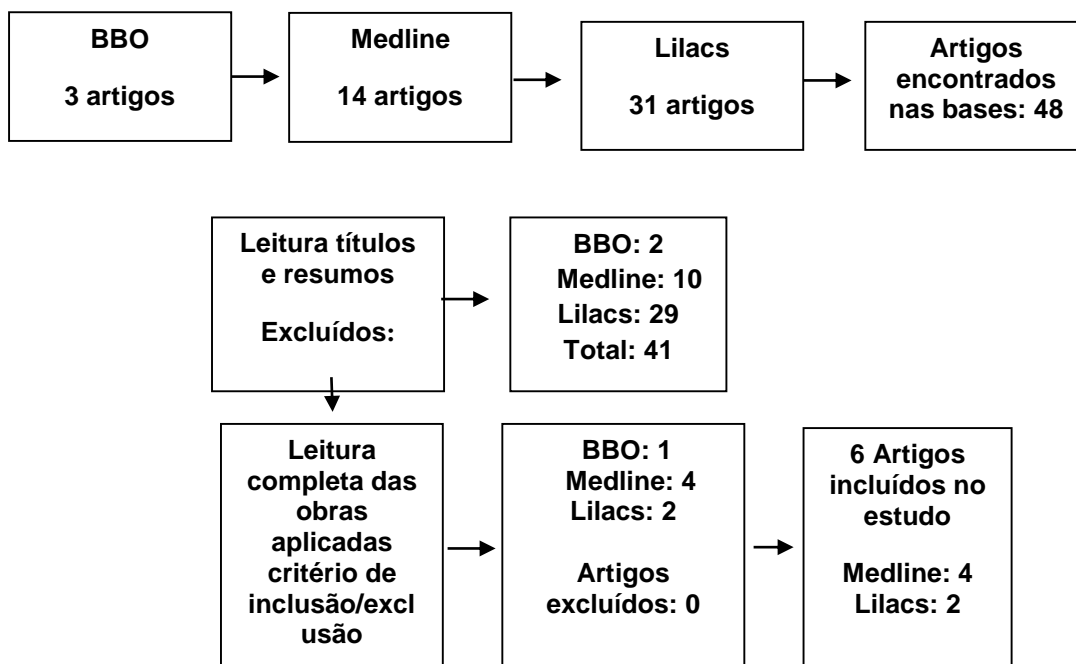 BBO
3 artigos
Medline
14 artigos
Lilacs
31 artigos
Artigos
encontrados
nas bases: 48
Leitura títulos
e resumos
Excluídos:
BBO: 2
Medline: 10
Lilacs: 29
Total: 41
Leitura
completa das
obras
aplicadas
critério de
inclusão/excl
usão
BBO: 1
Medline: 4
Lilacs: 2
Artigos
excluídos: 0
6 Artigos
incluídos no
estudo
Medline: 4
Lilacs: 2